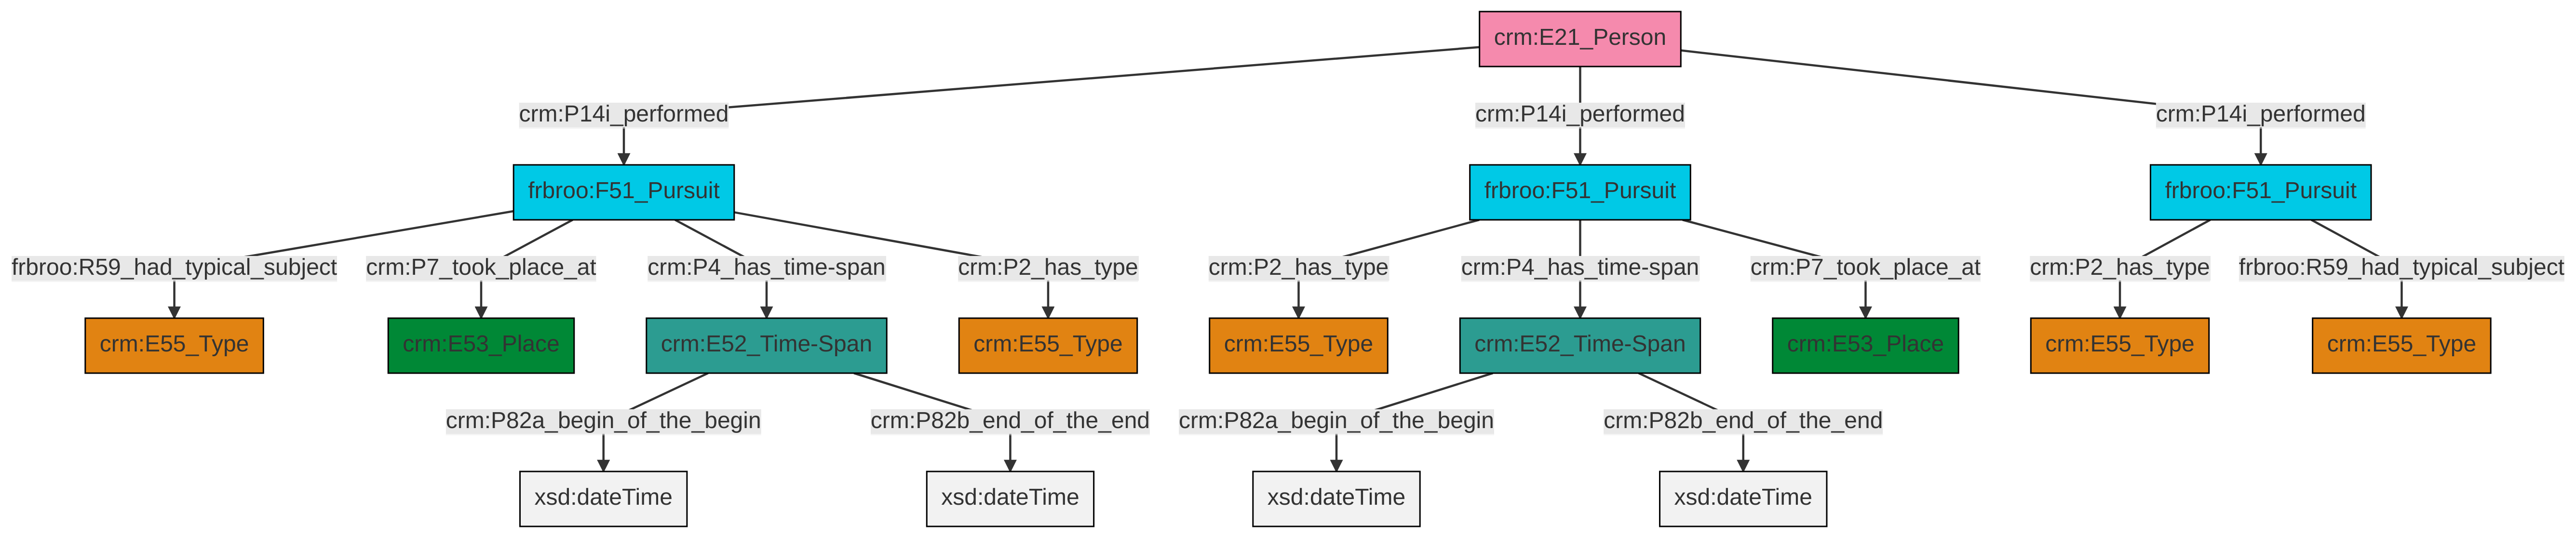 crm:E21_Person
crm:P14i_performed
crm:P14i_performed
crm:P14i_performed
frbroo:F51_Pursuit
frbroo:F51_Pursuit
frbroo:F51_Pursuit
frbroo:R59_had_typical_subject
crm:P7_took_place_at
crm:P4_has_time-span
crm:P2_has_type
crm:P2_has_type
crm:P4_has_time-span
crm:P7_took_place_at
crm:P2_has_type
frbroo:R59_had_typical_subject
crm:E55_Type
crm:E53_Place
crm:E52_Time-Span
crm:E55_Type
crm:E55_Type
crm:E52_Time-Span
crm:E53_Place
crm:E55_Type
crm:E55_Type
crm:P82a_begin_of_the_begin
crm:P82b_end_of_the_end
crm:P82a_begin_of_the_begin
crm:P82b_end_of_the_end
xsd:dateTime
xsd:dateTime
xsd:dateTime
xsd:dateTime